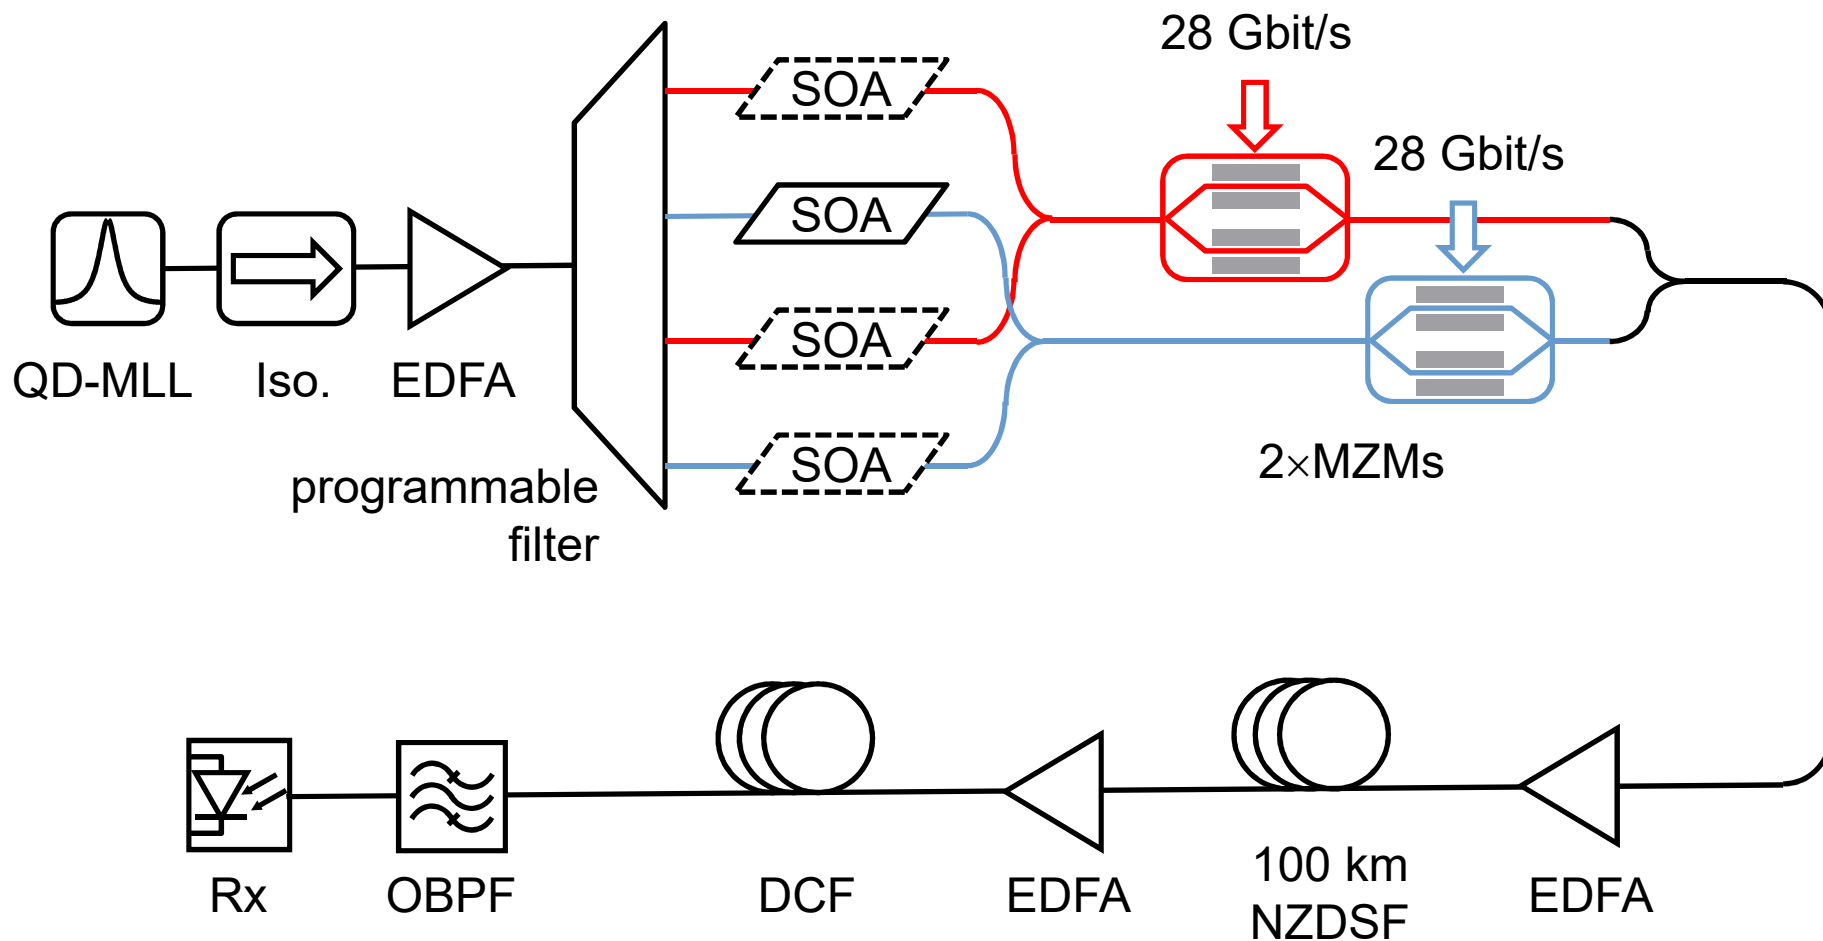 28 Gbit/s
SOA
28 Gbit/s
SOA
QD-MLL
Iso.
EDFA
SOA
programmable
filter
SOA
2×MZMs
Rx
OBPF
DCF
EDFA
100 km
NZDSF
EDFA